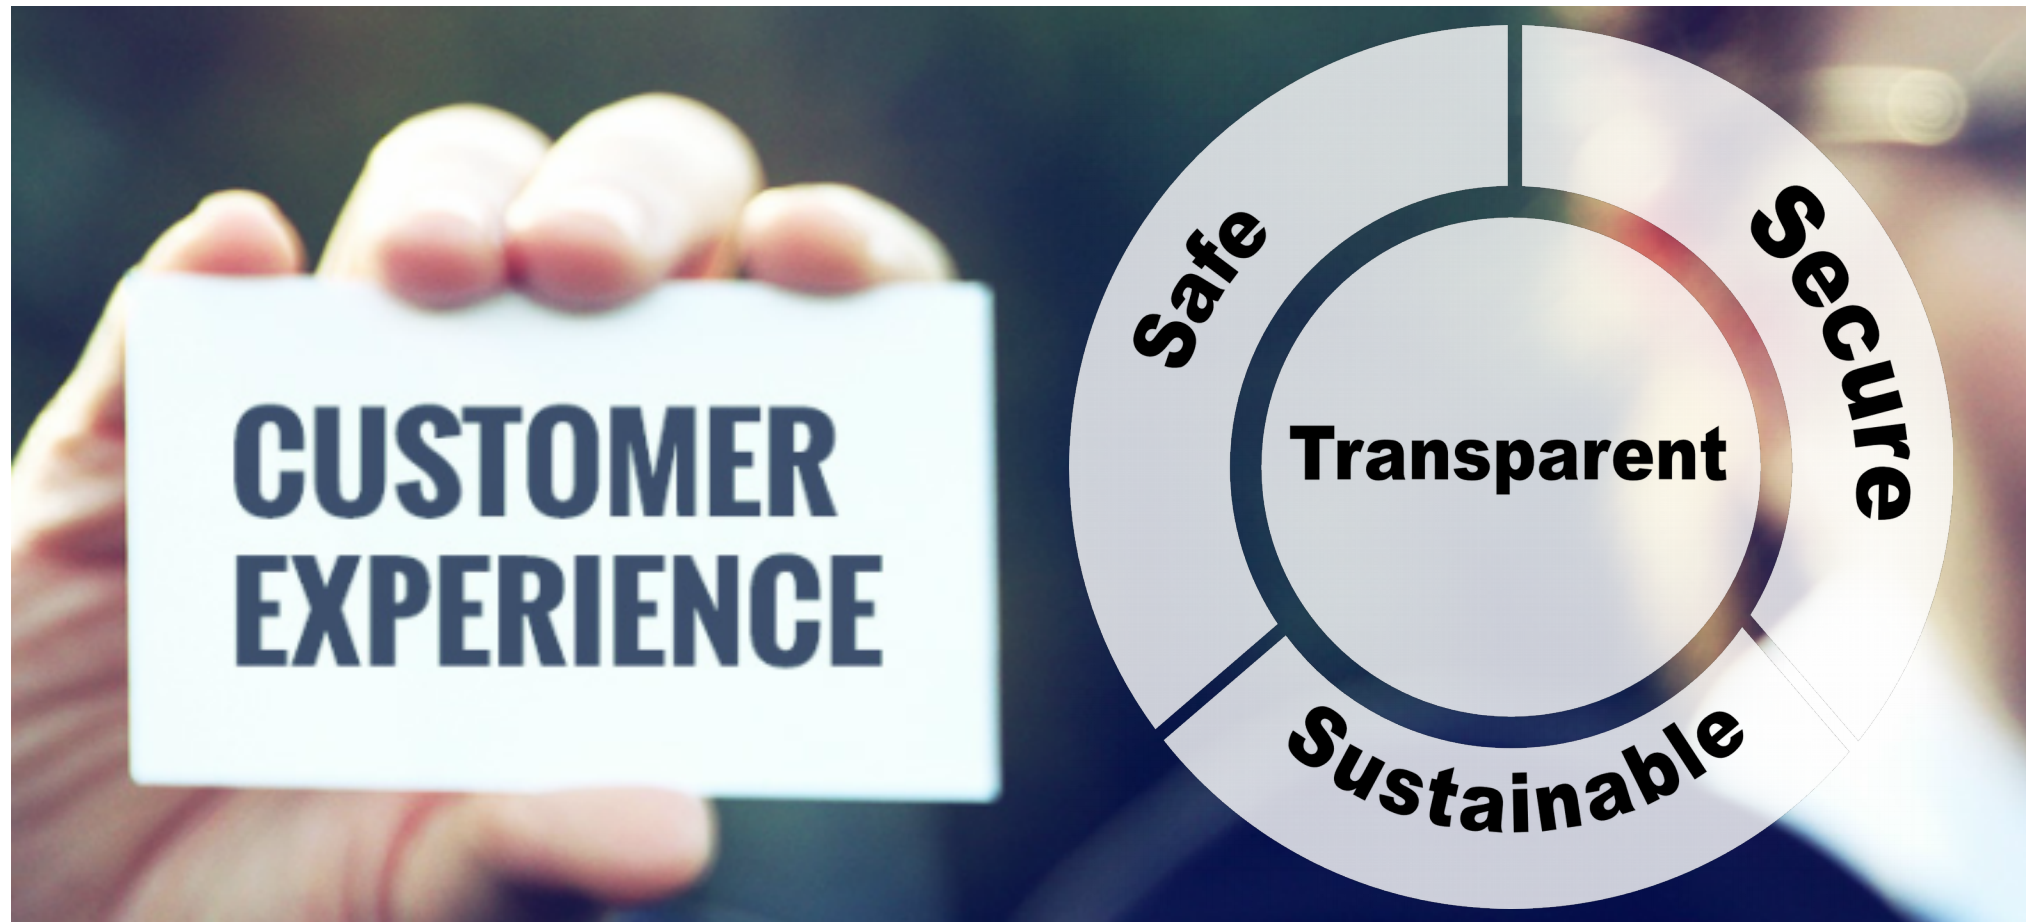 CUSTOMER
EXPERIENCE
Safe
Secure
Transparent
Sustainable